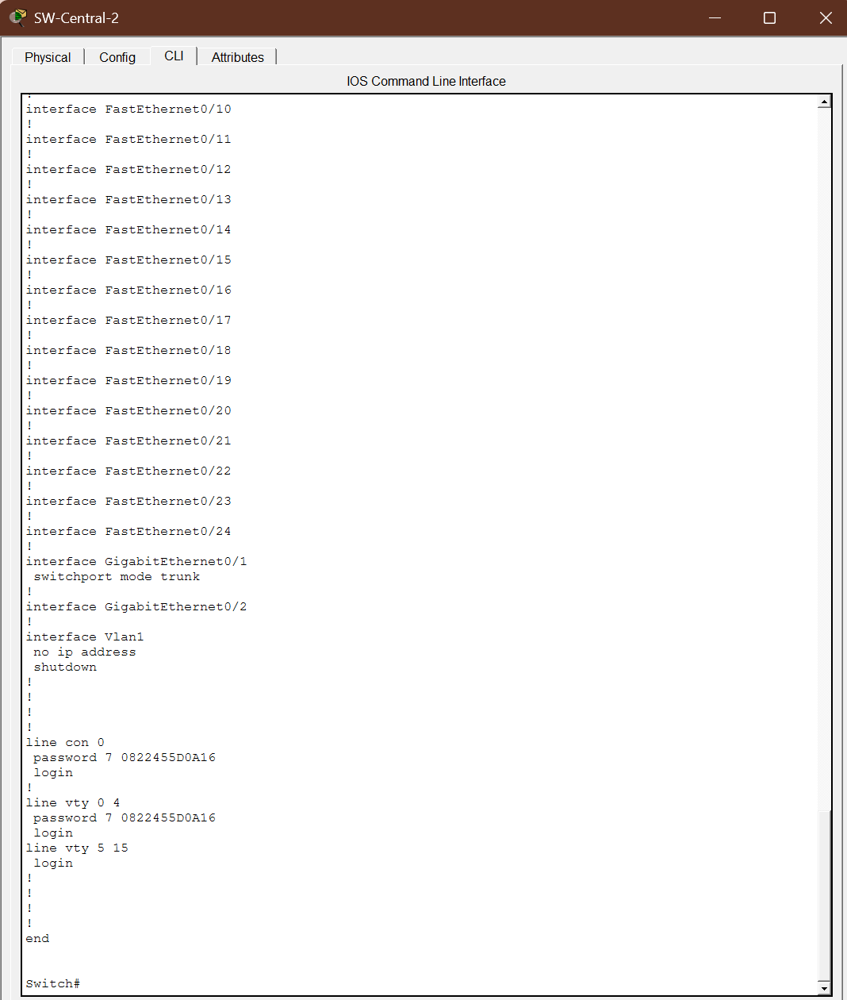 SW-Central-2
Physical Config CLI Attributes
IOS Command Line Interface
!
interface FastEthernet0/10
!
interface FastEthernet0/11
!
interface FastEthernet0/12
!
interface FastEthernet0/13
!
interface FastEthernet0/14
!
interface FastEthernet0/15
!
interface FastEthernet0/16
!
interface FastEthernet0/17
!
interface FastEthernet0/18
!
interface FastEthernet0/19
!
interface FastEthernet0/20
!
interface FastEthernet0/21
!
interface FastEthernet0/22
!
interface FastEthernet0/23
!
interface FastEthernet0/24
!
interface GigabitEthernet0/1
 switchport mode trunk
!
interface GigabitEthernet0/2
!
interface Vlan1
 no ip address
 shutdown
!
!
!
!
line con 0
 password 7 0822455D0A16
 login
!
line vty 0 4
 password 7 0822455D0A16
 login
line vty 5 15
 login
!
!
!
!
end
Switch#